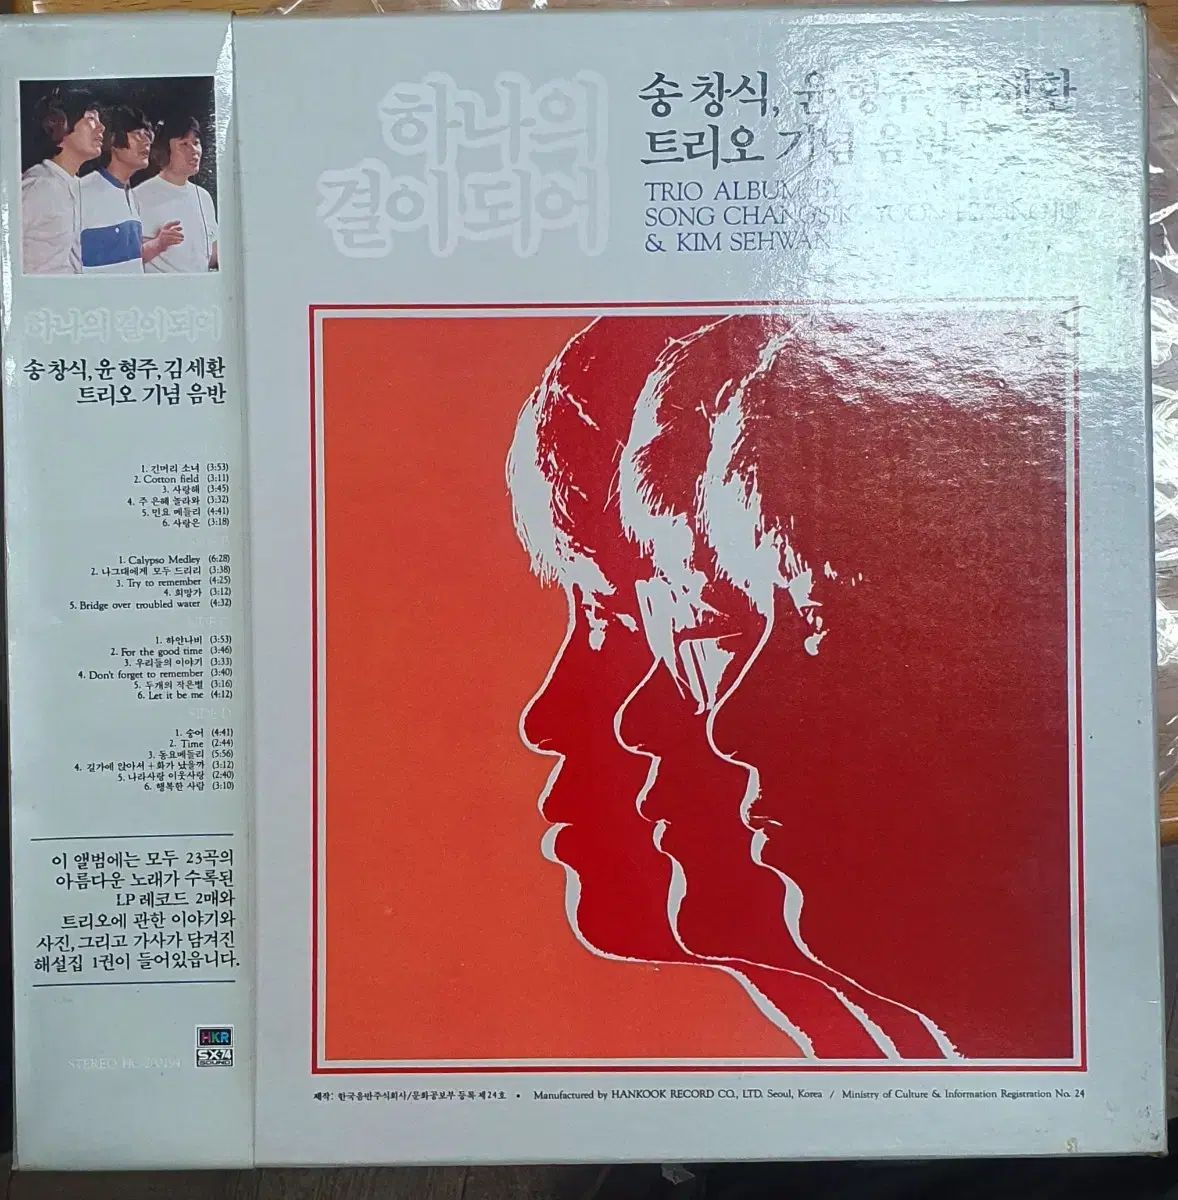 하나의
결이되어
송창식, 윤형주, 김세환
트리오 기념 음반
TRIO ALBUM BY
SONG CHANGSIK, YOON HYONGJU
& KIM SEHWAN
하나의 결이되어
송창식, 윤형주, 김세환
트리오 기념 음반
1. 긴머리 소녀 (3:53)
2. Cotton field (3:11)
3. 사랑해 (3:45)
4. 주 은혜 놀라와 (3:32)
5. 민요 메들리 (4:41)
6. 사랑은 (3:18)
1. Calypso Medley (6:28)
2. 나그대에게 모두 드리리 (3:38)
3. Try to remember (4:25)
4. 희망가 (3:12)
5. Bridge over troubled water (4:32)
SIDE C
1. 하얀나비 (3:53)
2. For the good time (3:46)
3. 우리들의 이야기 (3:33)
4. Don't forget to remember (3:40)
5. 두개의 작은별 (3:16)
6. Let it be me (4:12)
SIDE D
1. 숭어 (4:41)
2. Time (2:44)
3. 동요메들리 (5:56)
4. 길가에 앉아서 + 화가 났을까 (3:12)
5. 나라사랑 이웃사랑 (2:40)
6. 행복한 사람 (3:10)
이 앨범에는 모두 23곡의
아름다운 노래가 수록된
LP 레코드 2매와
트리오에 관한 이야기와
사진, 그리고 가사가 담겨진
해설집 1권이 들어있읍니다.
HKR
SX-74
SOUND
STEREO
제작: 한국음반주식회사/문화공보부 등록 제24호 • Manufactured by HANKOOK RECORD CO., LTD. Seoul, Korea / Ministry of Culture & Information Registration No. 24